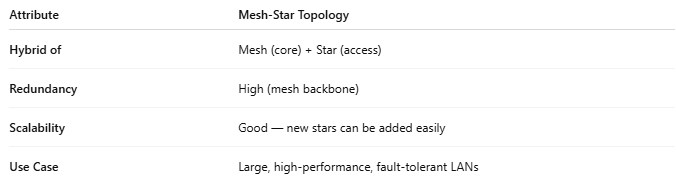 Attribute Mesh-Star Topology
Hybrid of Mesh (core) + Star (access)
Redundancy High (mesh backbone)
Scalability Good — new stars can be added easily
Use Case Large, high-performance, fault-tolerant LANs